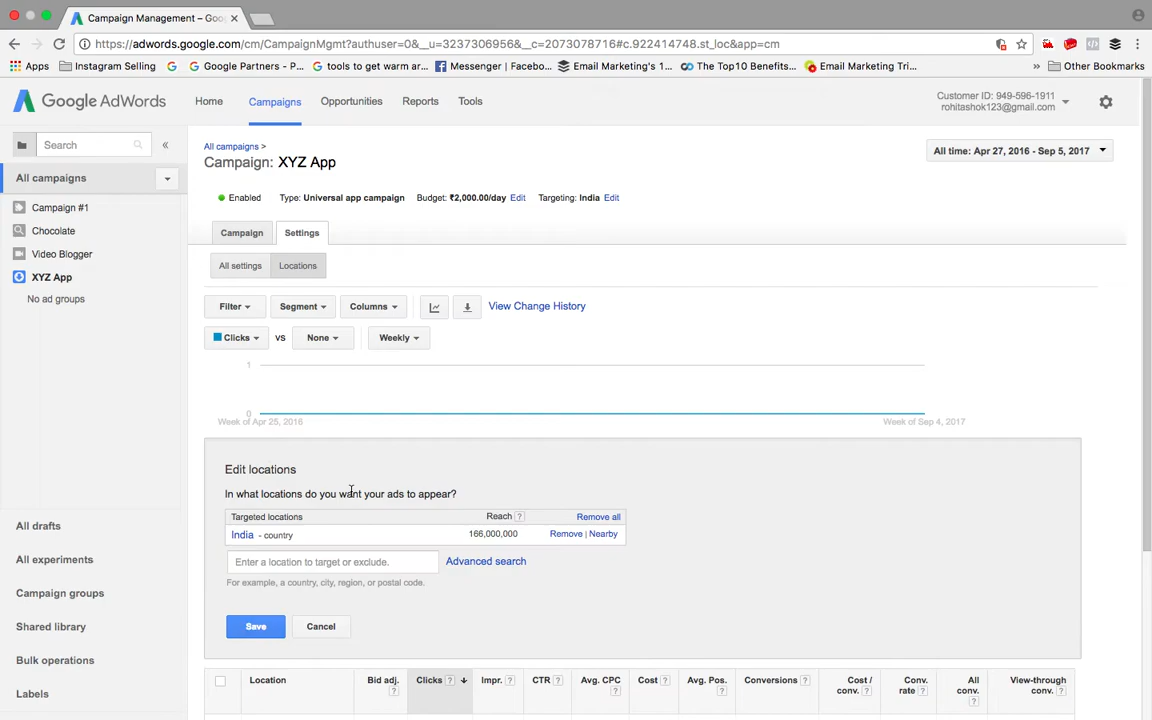 Campaign Management – Goo
https://adwords.google.com/cm/CampaignMgmt?authuser=0&__u=3237306956&__c=2073078716#c.922414748.st_loc&app=cm
Apps Instagram Selling Google Partners - P... tools to get warm ar... Messenger | Facebo... Email Marketing's 1... The Top10 Benefits... Email Marketing Tri... » Other Bookmarks
Google AdWords Home Campaigns Opportunities Reports Tools
Customer ID: 949-596-1911
rohitashok123@gmail.com
Search «
All campaigns
Campaign #1
Chocolate
Video Blogger
XYZ App
No ad groups
All drafts
All experiments
Campaign groups
Shared library
Bulk operations
Labels
All campaigns >
Campaign: XYZ App
All time: Apr 27, 2016 - Sep 5, 2017
Enabled Type: Universal app campaign Budget: ₹2,000.00/day Edit Targeting: India Edit
Campaign Settings
All settings Locations
Filter Segment Columns View Change History
Clicks VS None Weekly
1
0
Week of Apr 25, 2016 Week of Sep 4, 2017
Edit locations
In what locations do you want your ads to appear?
Targeted locations Reach ? Remove all
India - country 166,000,000 Remove | Nearby
Enter a location to target or exclude. Advanced search
For example, a country, city, region, or postal code.
Save Cancel
Location Bid adj. ? Clicks ? Impr. ? CTR ? Avg. CPC ? Cost ? Avg. Pos. ? Conversions ? Cost / conv. ? Conv. rate ? All conv. ? View-through conv. ?